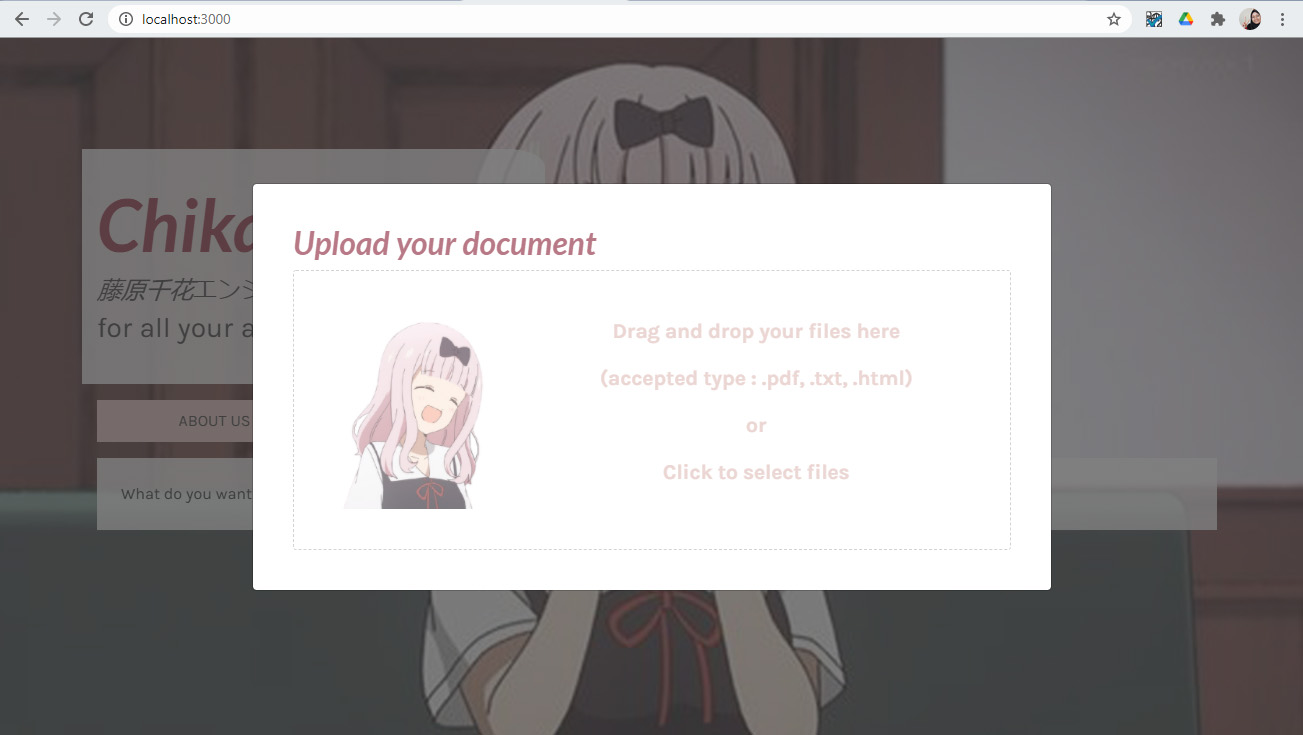 localhost:3000
Chika
藤原千花エンジ
for all your a
ABOUT US
What do you want
Upload your document
Drag and drop your files here
(accepted type : .pdf, .txt, .html)
or
Click to select files